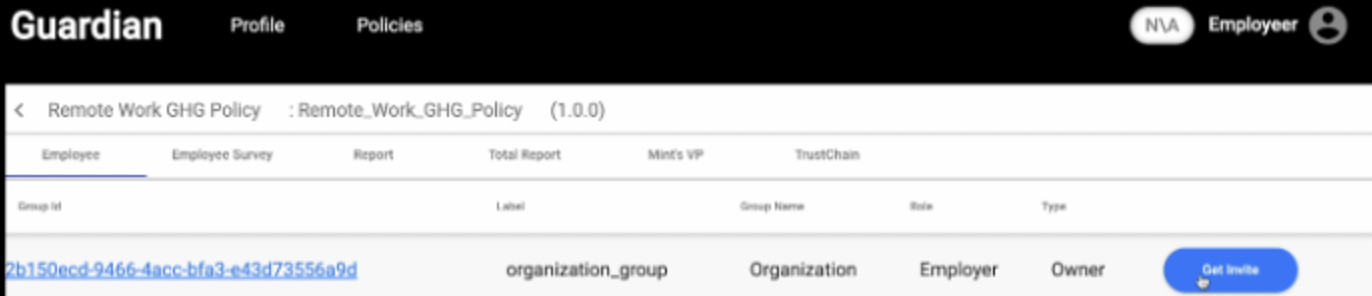 Guardian Profile Policies N\A Employeer
< Remote Work GHG Policy : Remote_Work_GHG_Policy (1.0.0)
Employee Employee Survey Report Total Report Mint's VP TrustChain
Group Id Label Group Name Role Type
2b150ecd-9466-4acc-bfa3-e43d73556a9d organization_group Organization Employer Owner Get Invite